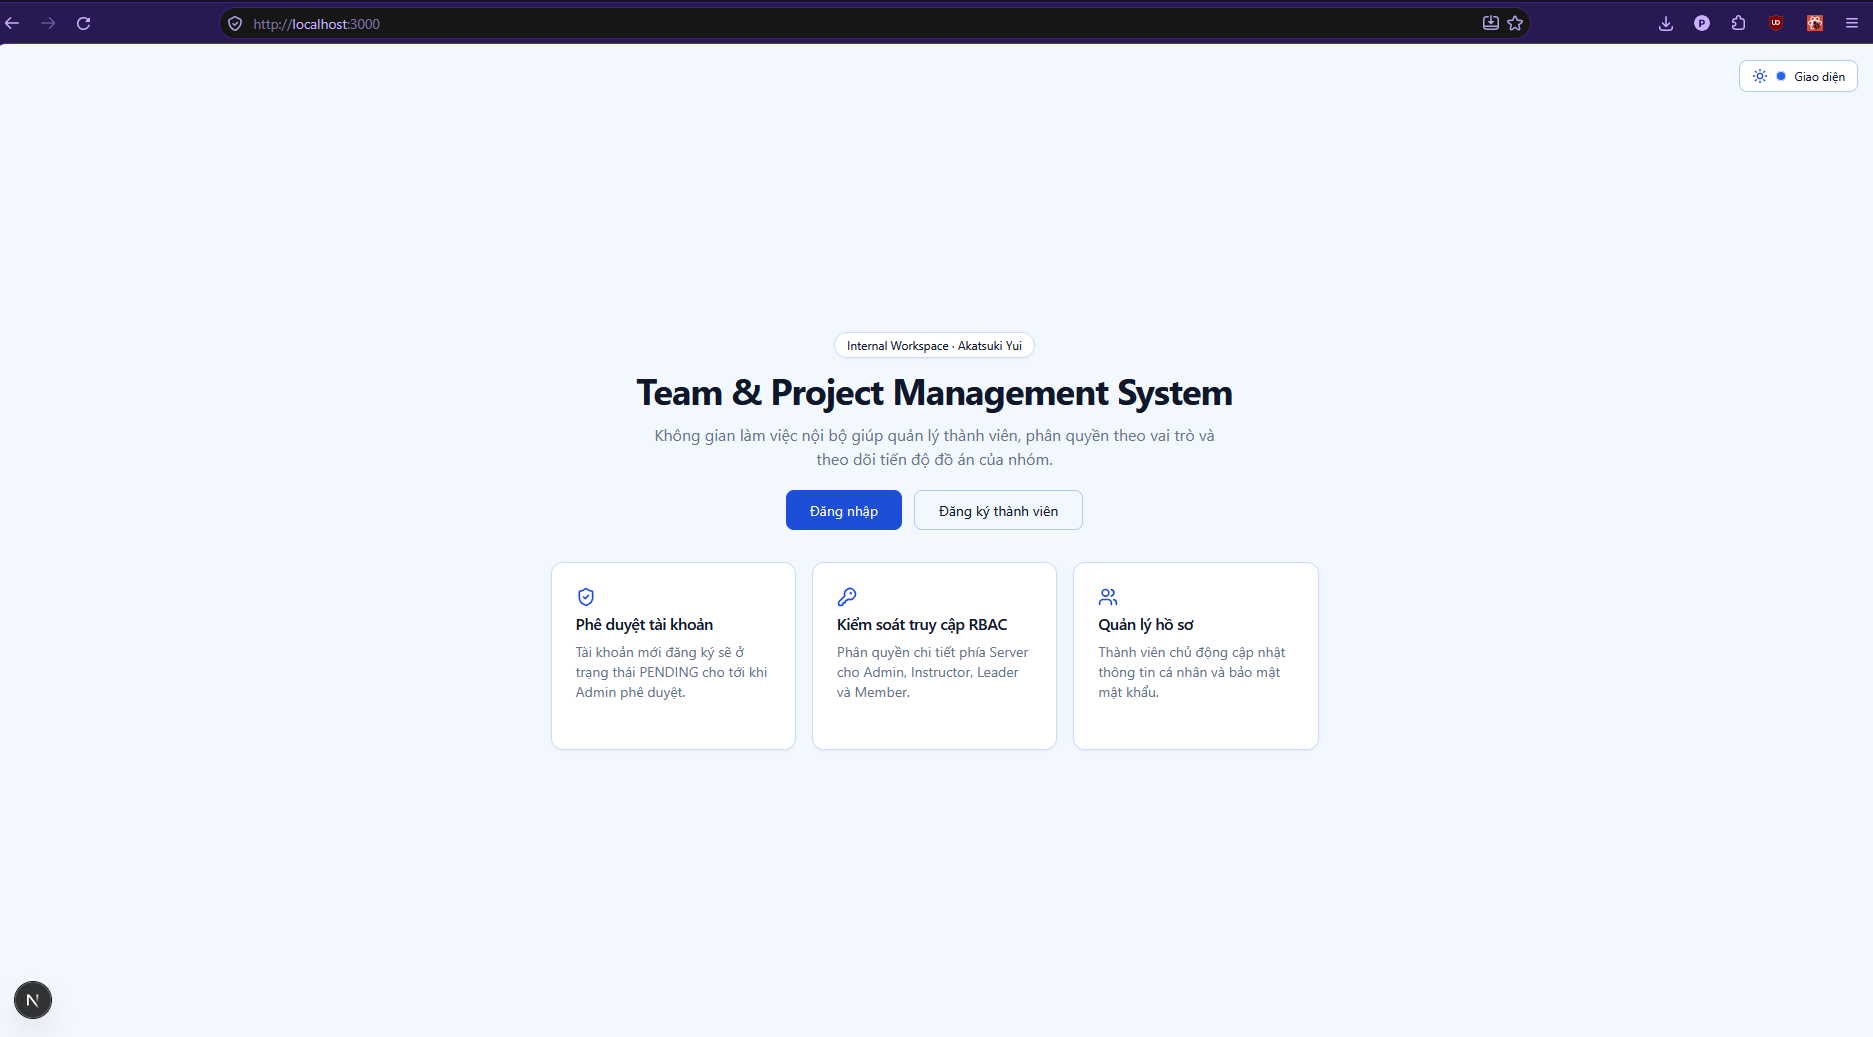 http://localhost:3000
P
UO
Giao diện
Internal Workspace · Akatsuki Yui
Team & Project Management System
Không gian làm việc nội bộ giúp quản lý thành viên, phân quyền theo vai trò và
theo dõi tiến độ đồ án của nhóm.
Đăng nhập
Đăng ký thành viên
Phê duyệt tài khoản
Tài khoản mới đăng ký sẽ ở
trạng thái PENDING cho tới khi
Admin phê duyệt.
Kiểm soát truy cập RBAC
Phân quyền chi tiết phía Server
cho Admin, Instructor, Leader
và Member.
Quản lý hồ sơ
Thành viên chủ động cập nhật
thông tin cá nhân và bảo mật
mật khẩu.
N